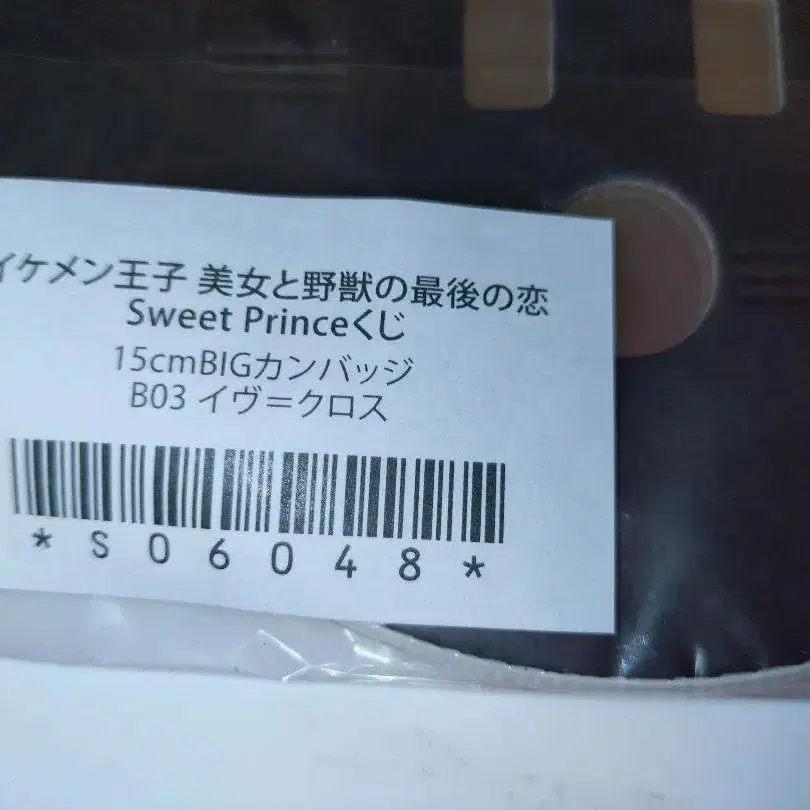 イケメン王子 美女と野獣の最後の恋
Sweet Princeくじ
15cmBIGカンバッジ
B03 イヴ＝クロス
*S06048*